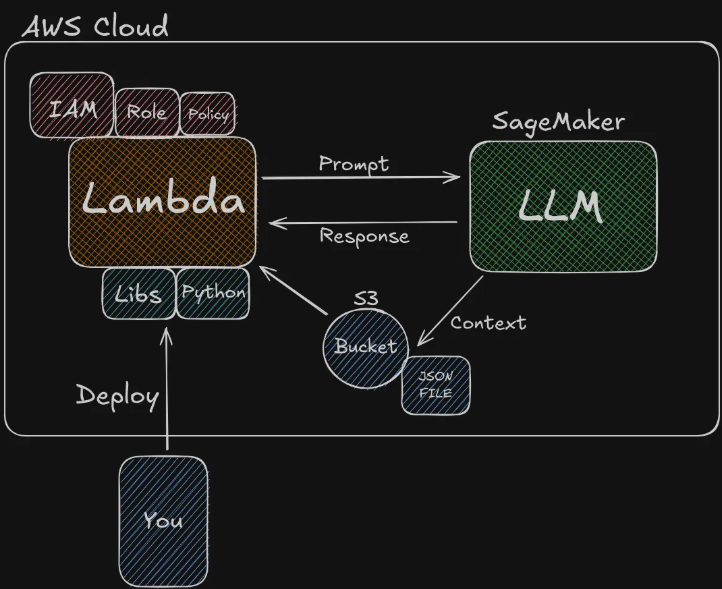 AWS Cloud
IAM
Role
Policy
SageMaker
Lambda
Prompt
LLM
Response
Libs
Python
S3
Bucket
Context
JSON
FILE
Deploy
You